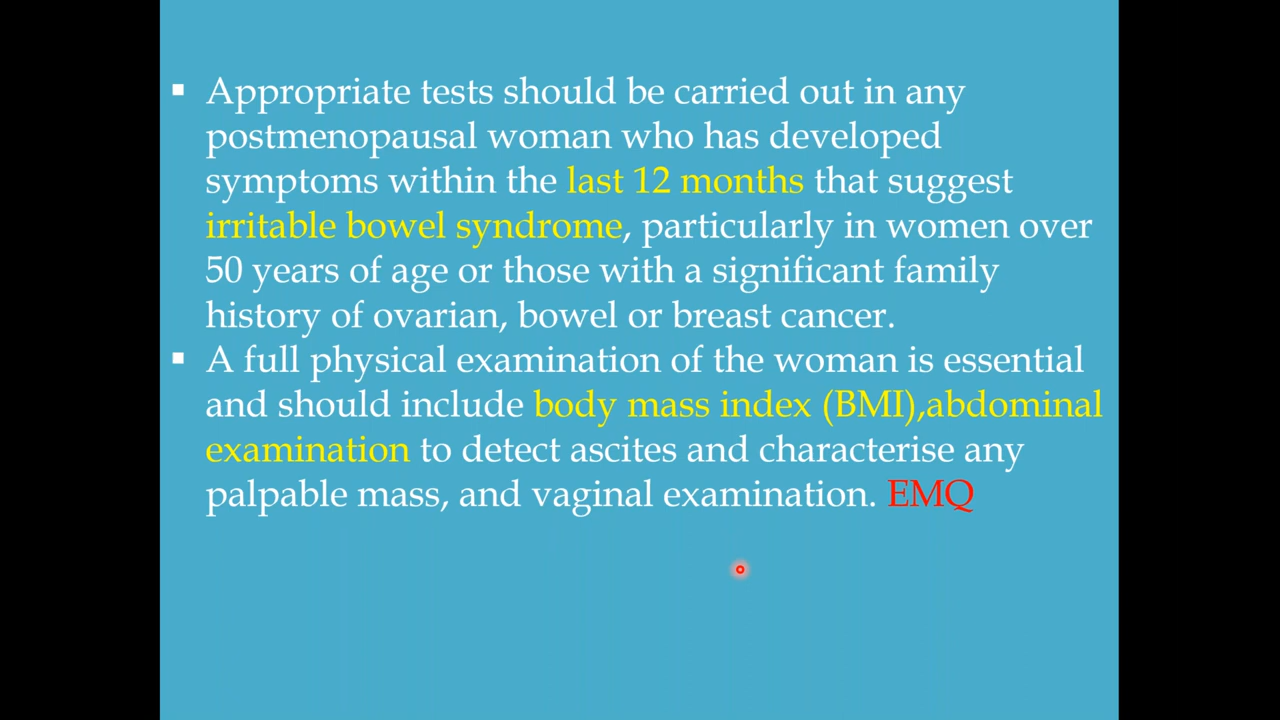 ▪ Appropriate tests should be carried out in any
postmenopausal woman who has developed
symptoms within the last 12 months that suggest
irritable bowel syndrome, particularly in women over
50 years of age or those with a significant family
history of ovarian, bowel or breast cancer.
▪ A full physical examination of the woman is essential
and should include body mass index (BMI),abdominal
examination to detect ascites and characterise any
palpable mass, and vaginal examination. EMQ